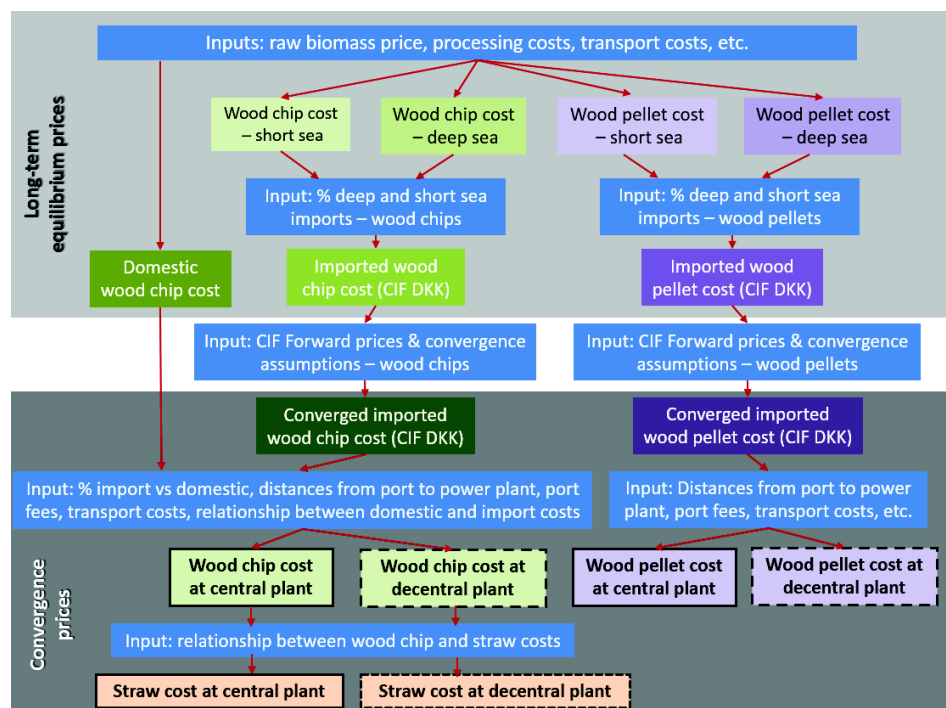 Inputs: raw biomass price, processing costs, transport costs, etc.
Long-term
equilibrium prices
Wood chip cost
– short sea
Wood chip cost
– deep sea
Wood pellet cost
– short sea
Wood pellet cost
– deep sea
Input: % deep and short sea
imports – wood chips
Input: % deep and short sea
imports – wood pellets
Domestic
wood chip cost
Imported wood
chip cost (CIF DKK)
Imported wood
pellet cost (CIF DKK)
Input: CIF Forward prices & convergence
assumptions – wood chips
Input: CIF Forward prices & convergence
assumptions – wood pellets
Converged imported
wood chip cost (CIF DKK)
Converged imported
wood pellet cost (CIF DKK)
Input: % import vs domestic, distances from port to power plant, port
fees, transport costs, relationship between domestic and import costs
Input: Distances from port to power
plant, port fees, transport costs, etc.
Convergence
prices
Wood chip cost
at central plant
Wood chip cost at
decentral plant
Wood pellet cost
at central plant
Wood pellet cost at
decentral plant
Input: relationship between wood chip and straw costs
Straw cost at central plant
Straw cost at decentral plant